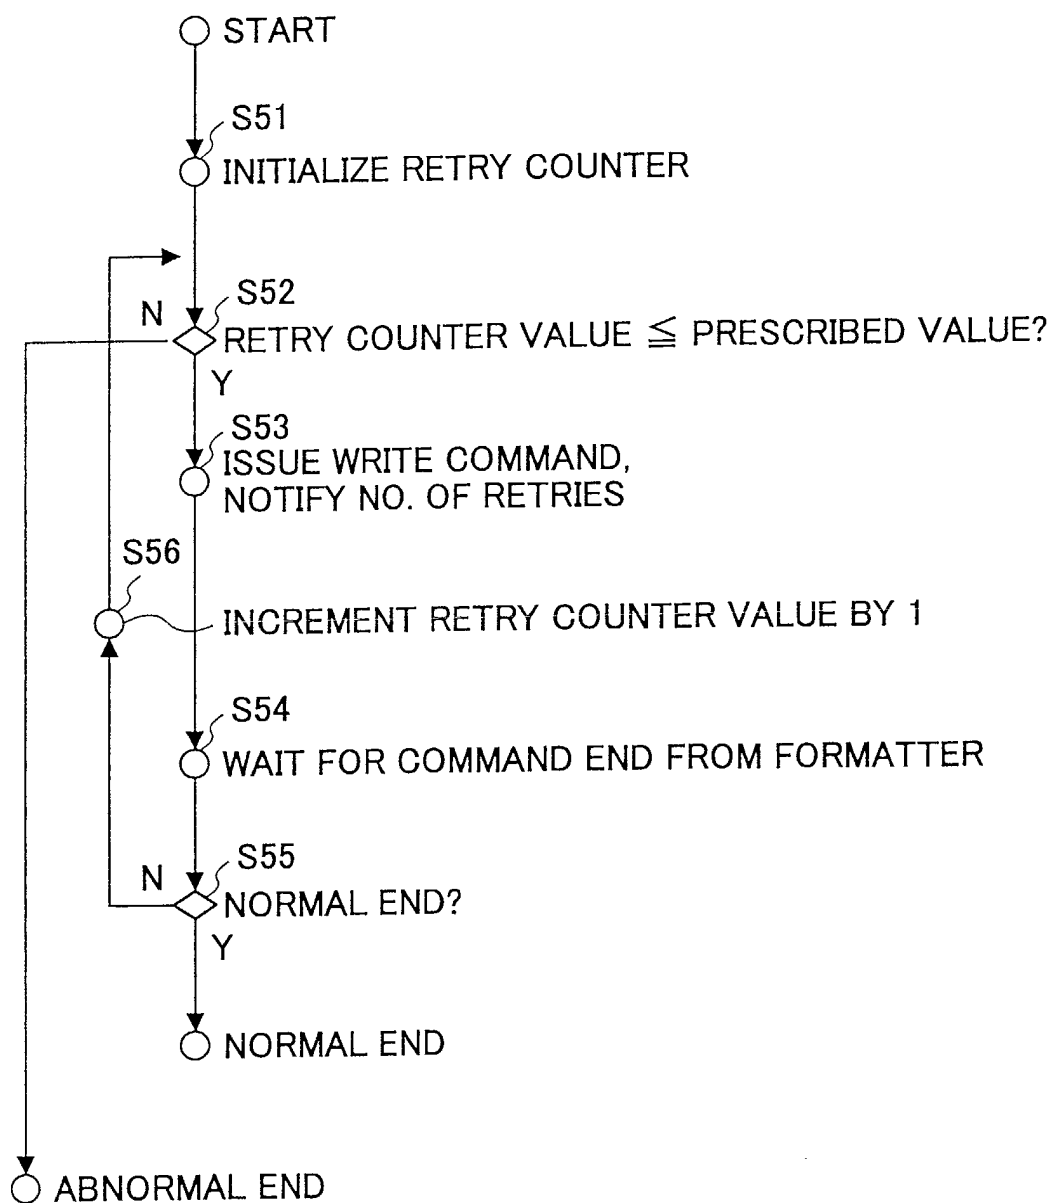 START
S51
INITIALIZE RETRY COUNTER
S52
N
RETRY COUNTER VALUE ≦ PRESCRIBED VALUE?
Y
S53
ISSUE WRITE COMMAND,
NOTIFY NO. OF RETRIES
S56
INCREMENT RETRY COUNTER VALUE BY 1
S54
WAIT FOR COMMAND END FROM FORMATTER
S55
N
NORMAL END?
Y
NORMAL END
ABNORMAL END